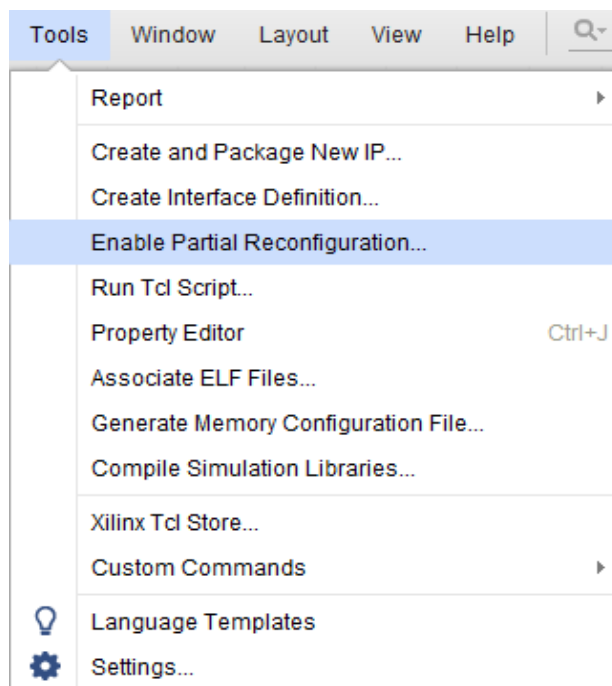 Tools Window Layout View Help
Report
Create and Package New IP...
Create Interface Definition...
Enable Partial Reconfiguration...
Run Tcl Script...
Property Editor Ctrl+J
Associate ELF Files...
Generate Memory Configuration File...
Compile Simulation Libraries...
Xilinx Tcl Store...
Custom Commands
Language Templates
Settings...